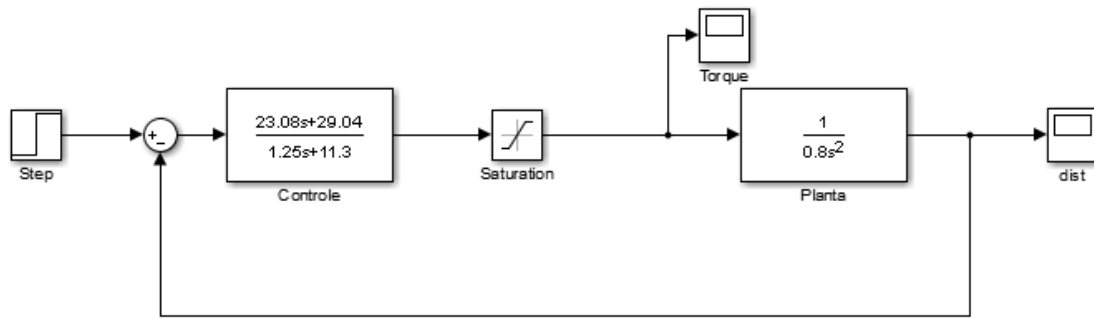 Torque
Step
+
−
23.08s+29.04
1.25s+11.3
Controle
Saturation
1
0.8s²
Planta
dist